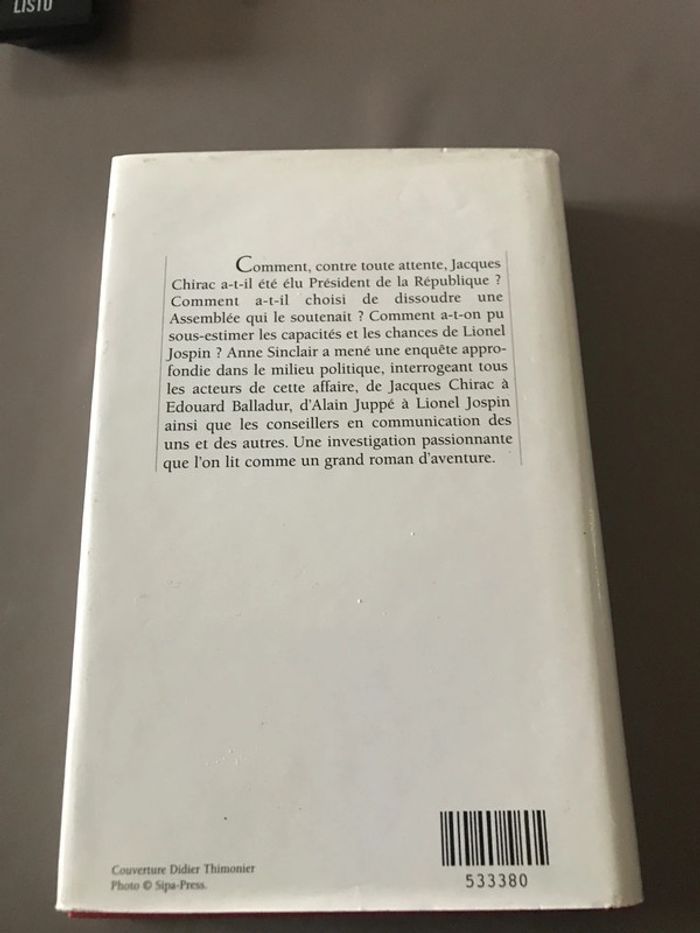 LISTO
Comment, contre toute attente, Jacques
Chirac a-t-il été élu Président de la République ?
Comment a-t-il choisi de dissoudre une
Assemblée qui le soutenait ? Comment a-t-on pu
sous-estimer les capacités et les chances de Lionel
Jospin ? Anne Sinclair a mené une enquête appro-
fondie dans le milieu politique, interrogeant tous
les acteurs de cette affaire, de Jacques Chirac à
Edouard Balladur, d'Alain Juppé à Lionel Jospin
ainsi que les conseillers en communication des
uns et des autres. Une investigation passionnante
que l'on lit comme un grand roman d'aventure.
Couverture Didier Thimonier
Photo © Sipa-Press.
533380